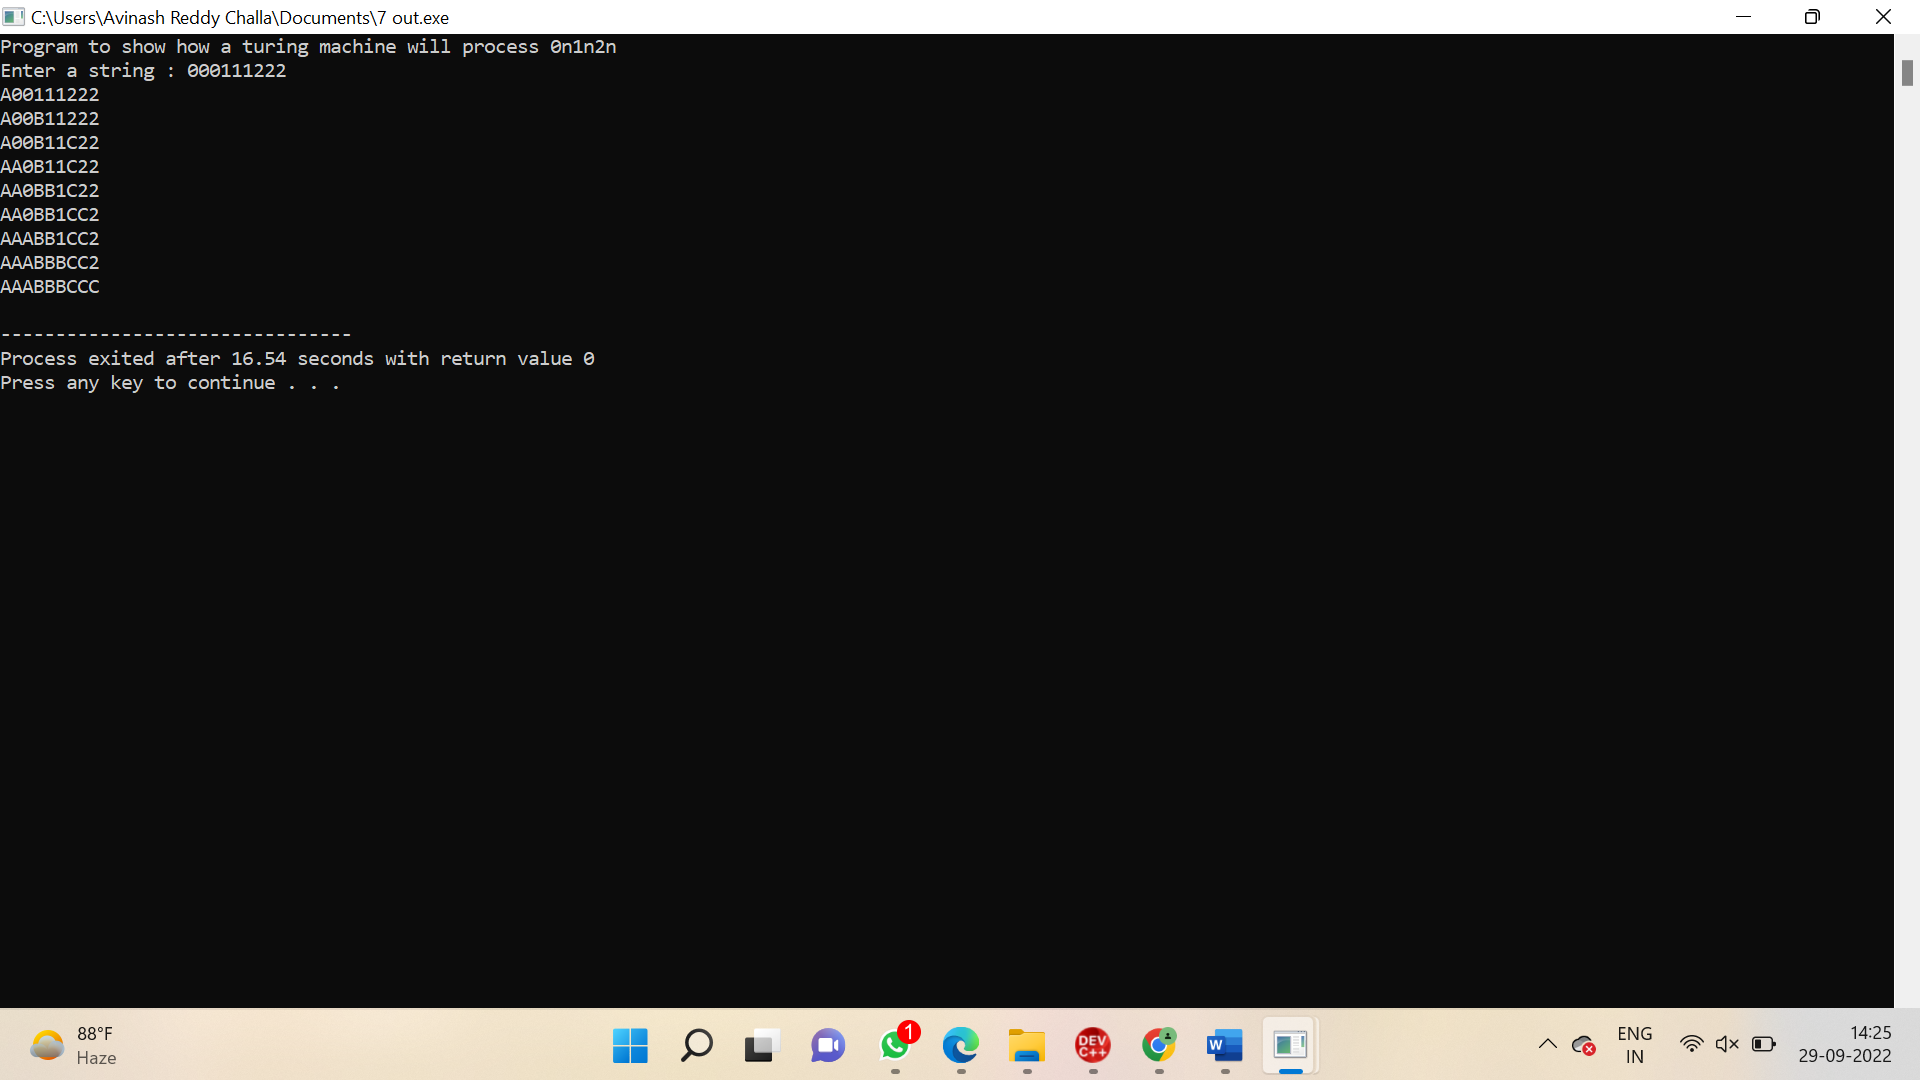 C:\Users\Avinash Reddy Challa\Documents\7 out.exe
Program to show how a turing machine will process 0n1n2n
Enter a string : 000111222
A00111222
A00B11222
A00B11C22
AA0B11C22
AA0BB1C22
AA0BB1CC2
AAABB1CC2
AAABBBCC2
AAABBBCCC
--------------------------------
Process exited after 16.54 seconds with return value 0
Press any key to continue . . .
88°F
Haze
1
DEV
C++
W
ENG
IN
14:25
29-09-2022